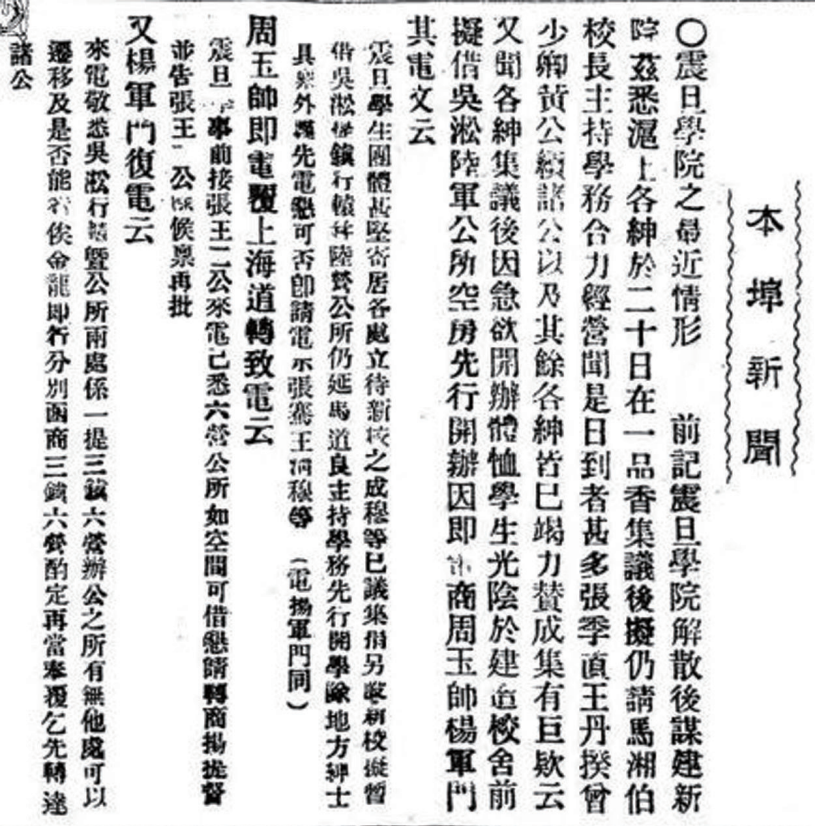 本埠新聞
○震旦學院之最近情形 前記震旦學院解散後謀建新
院茲悉滬上各紳於二十日在一品香集議後擬仍請馬湘伯
校長主持學務合力經營聞是日到者甚多張季直王丹揆曾
少卿黃公續諸公以及其餘各紳皆已竭力贊成集有巨欵云
又聞各紳集議後因急欲開辦體恤學生光陰於建造校舍前
擬借吳淞陸軍公所空房先行開辦因即電商周玉帥楊軍門
其電文云
震旦學生團體甚堅寄居各處立待新校之成穆等已議集捐另建新校擬暫
借吳淞提鎮行轅并陸營公所仍延馬道良主持學務先行開學除地方紳士
具稟外謹先電懇可否卽請電示張謇王清穆等（電揚軍門同）
周玉帥即電覆上海道轉致電云
震旦事前接張王二公來電已悉六營公所如空間可借懇請轉商揚提督
並告張王公候禀再批
又楊軍門復電云
來電敬悉吳淞行轅暨公所兩處係一提三鎮六營辦公之所有無他處可以
遷移及是否能行俟金龍即行分別函商三鎮六營酌定再當奉覆乞先轉達
諸公